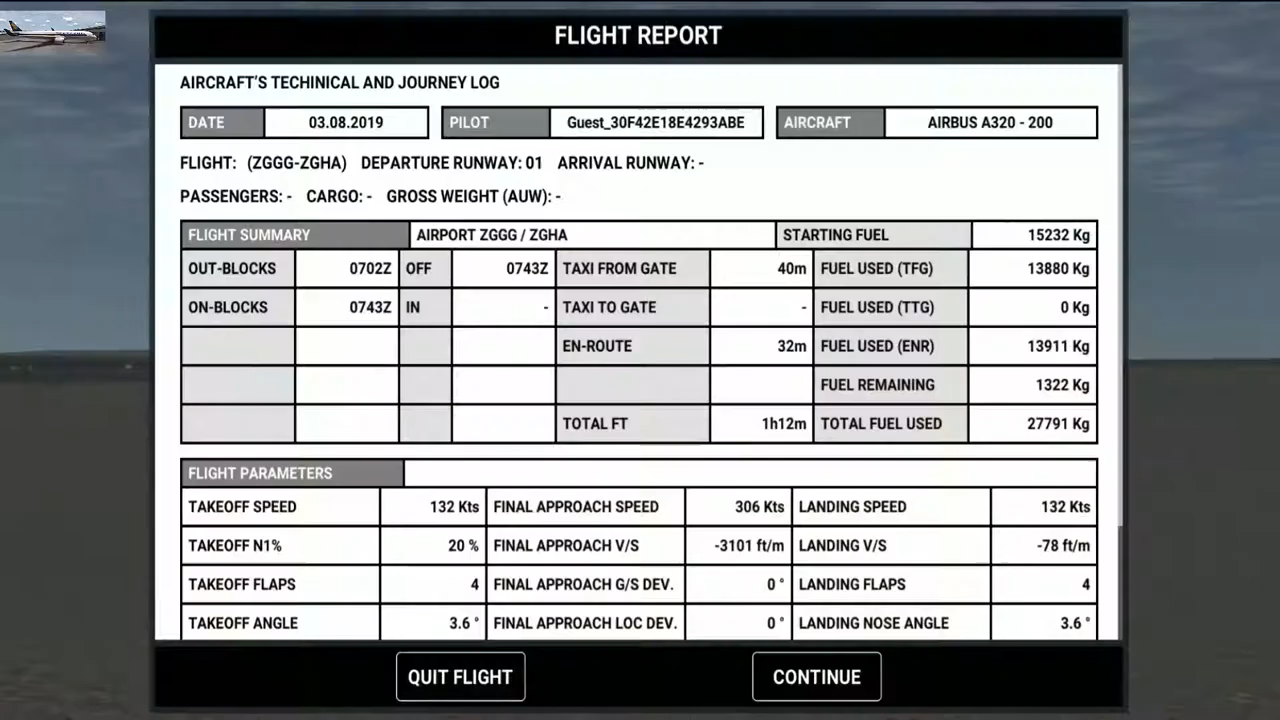 FLIGHT REPORT
AIRCRAFT'S TECHINICAL AND JOURNEY LOG
DATE 03.08.2019 PILOT Guest_30F42E18E4293ABE AIRCRAFT AIRBUS A320 - 200
FLIGHT: (ZGGG-ZGHA) DEPARTURE RUNWAY: 01 ARRIVAL RUNWAY: -
PASSENGERS: - CARGO: - GROSS WEIGHT (AUW): -
FLIGHT SUMMARY AIRPORT ZGGG / ZGHA STARTING FUEL 15232 Kg
OUT-BLOCKS 0702Z OFF 0743Z TAXI FROM GATE 40m FUEL USED (TFG) 13880 Kg
ON-BLOCKS 0743Z IN - TAXI TO GATE - FUEL USED (TTG) 0 Kg
EN-ROUTE 32m FUEL USED (ENR) 13911 Kg
FUEL REMAINING 1322 Kg
TOTAL FT 1h12m TOTAL FUEL USED 27791 Kg
FLIGHT PARAMETERS
TAKEOFF SPEED 132 Kts FINAL APPROACH SPEED 306 Kts LANDING SPEED 132 Kts
TAKEOFF N1% 20 % FINAL APPROACH V/S -3101 ft/m LANDING V/S -78 ft/m
TAKEOFF FLAPS 4 FINAL APPROACH G/S DEV. 0 ° LANDING FLAPS 4
TAKEOFF ANGLE 3.6 ° FINAL APPROACH LOC DEV. 0 ° LANDING NOSE ANGLE 3.6 °
QUIT FLIGHT CONTINUE